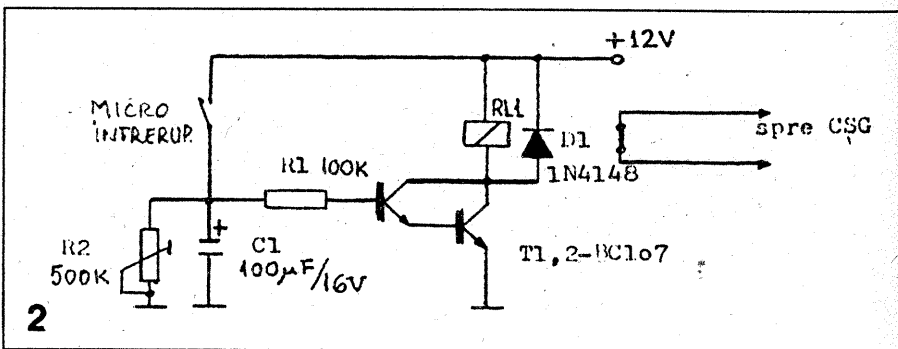 +12V
MICRO
INTRERUP.
RL1
D1
1N4148
spre CSG
R1 100K
R2
500K
C1
+
100µF/16V
T1,2-BC107
2